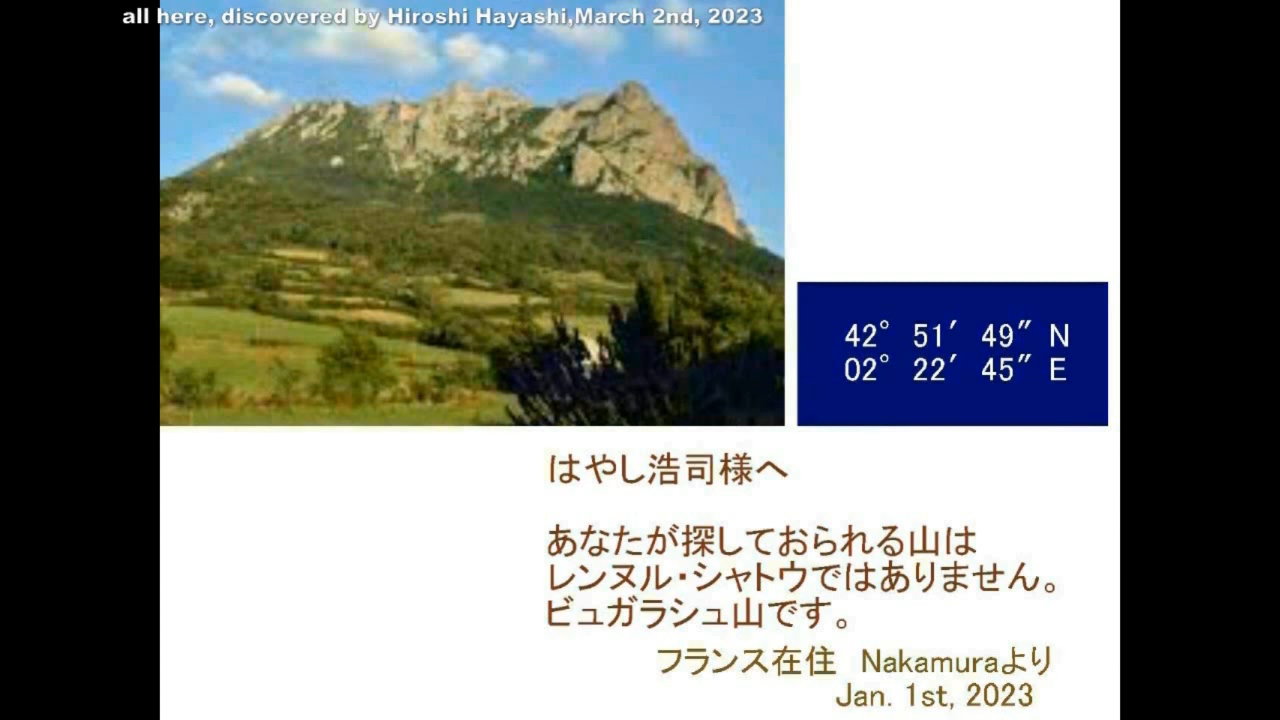 all here, discovered by Hiroshi Hayashi,March 2nd, 2023
42° 51′ 49″ N
02° 22′ 45″ E
はやし浩司様へ
あなたが探しておられる山は
レンヌル・シャトウではありません。
ビュガラシュ山です。
フランス在住　Nakamuraより
Jan. 1st, 2023